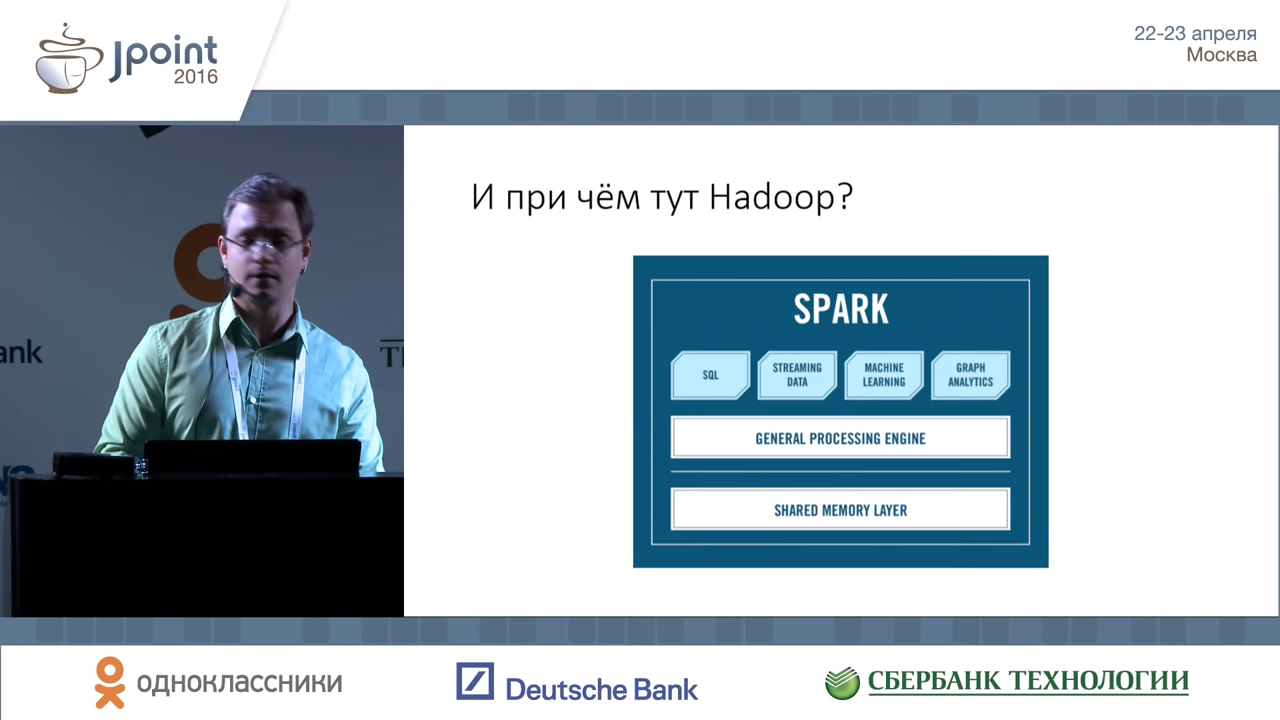 Jpoint
2016
22-23 апреля
Москва
И при чём тут Hadoop?
SPARK
SQL
STREAMING
DATA
MACHINE
LEARNING
GRAPH
ANALYTICS
GENERAL PROCESSING ENGINE
SHARED MEMORY LAYER
одноклассники
Deutsche Bank
СБЕРБАНК ТЕХНОЛОГИИ